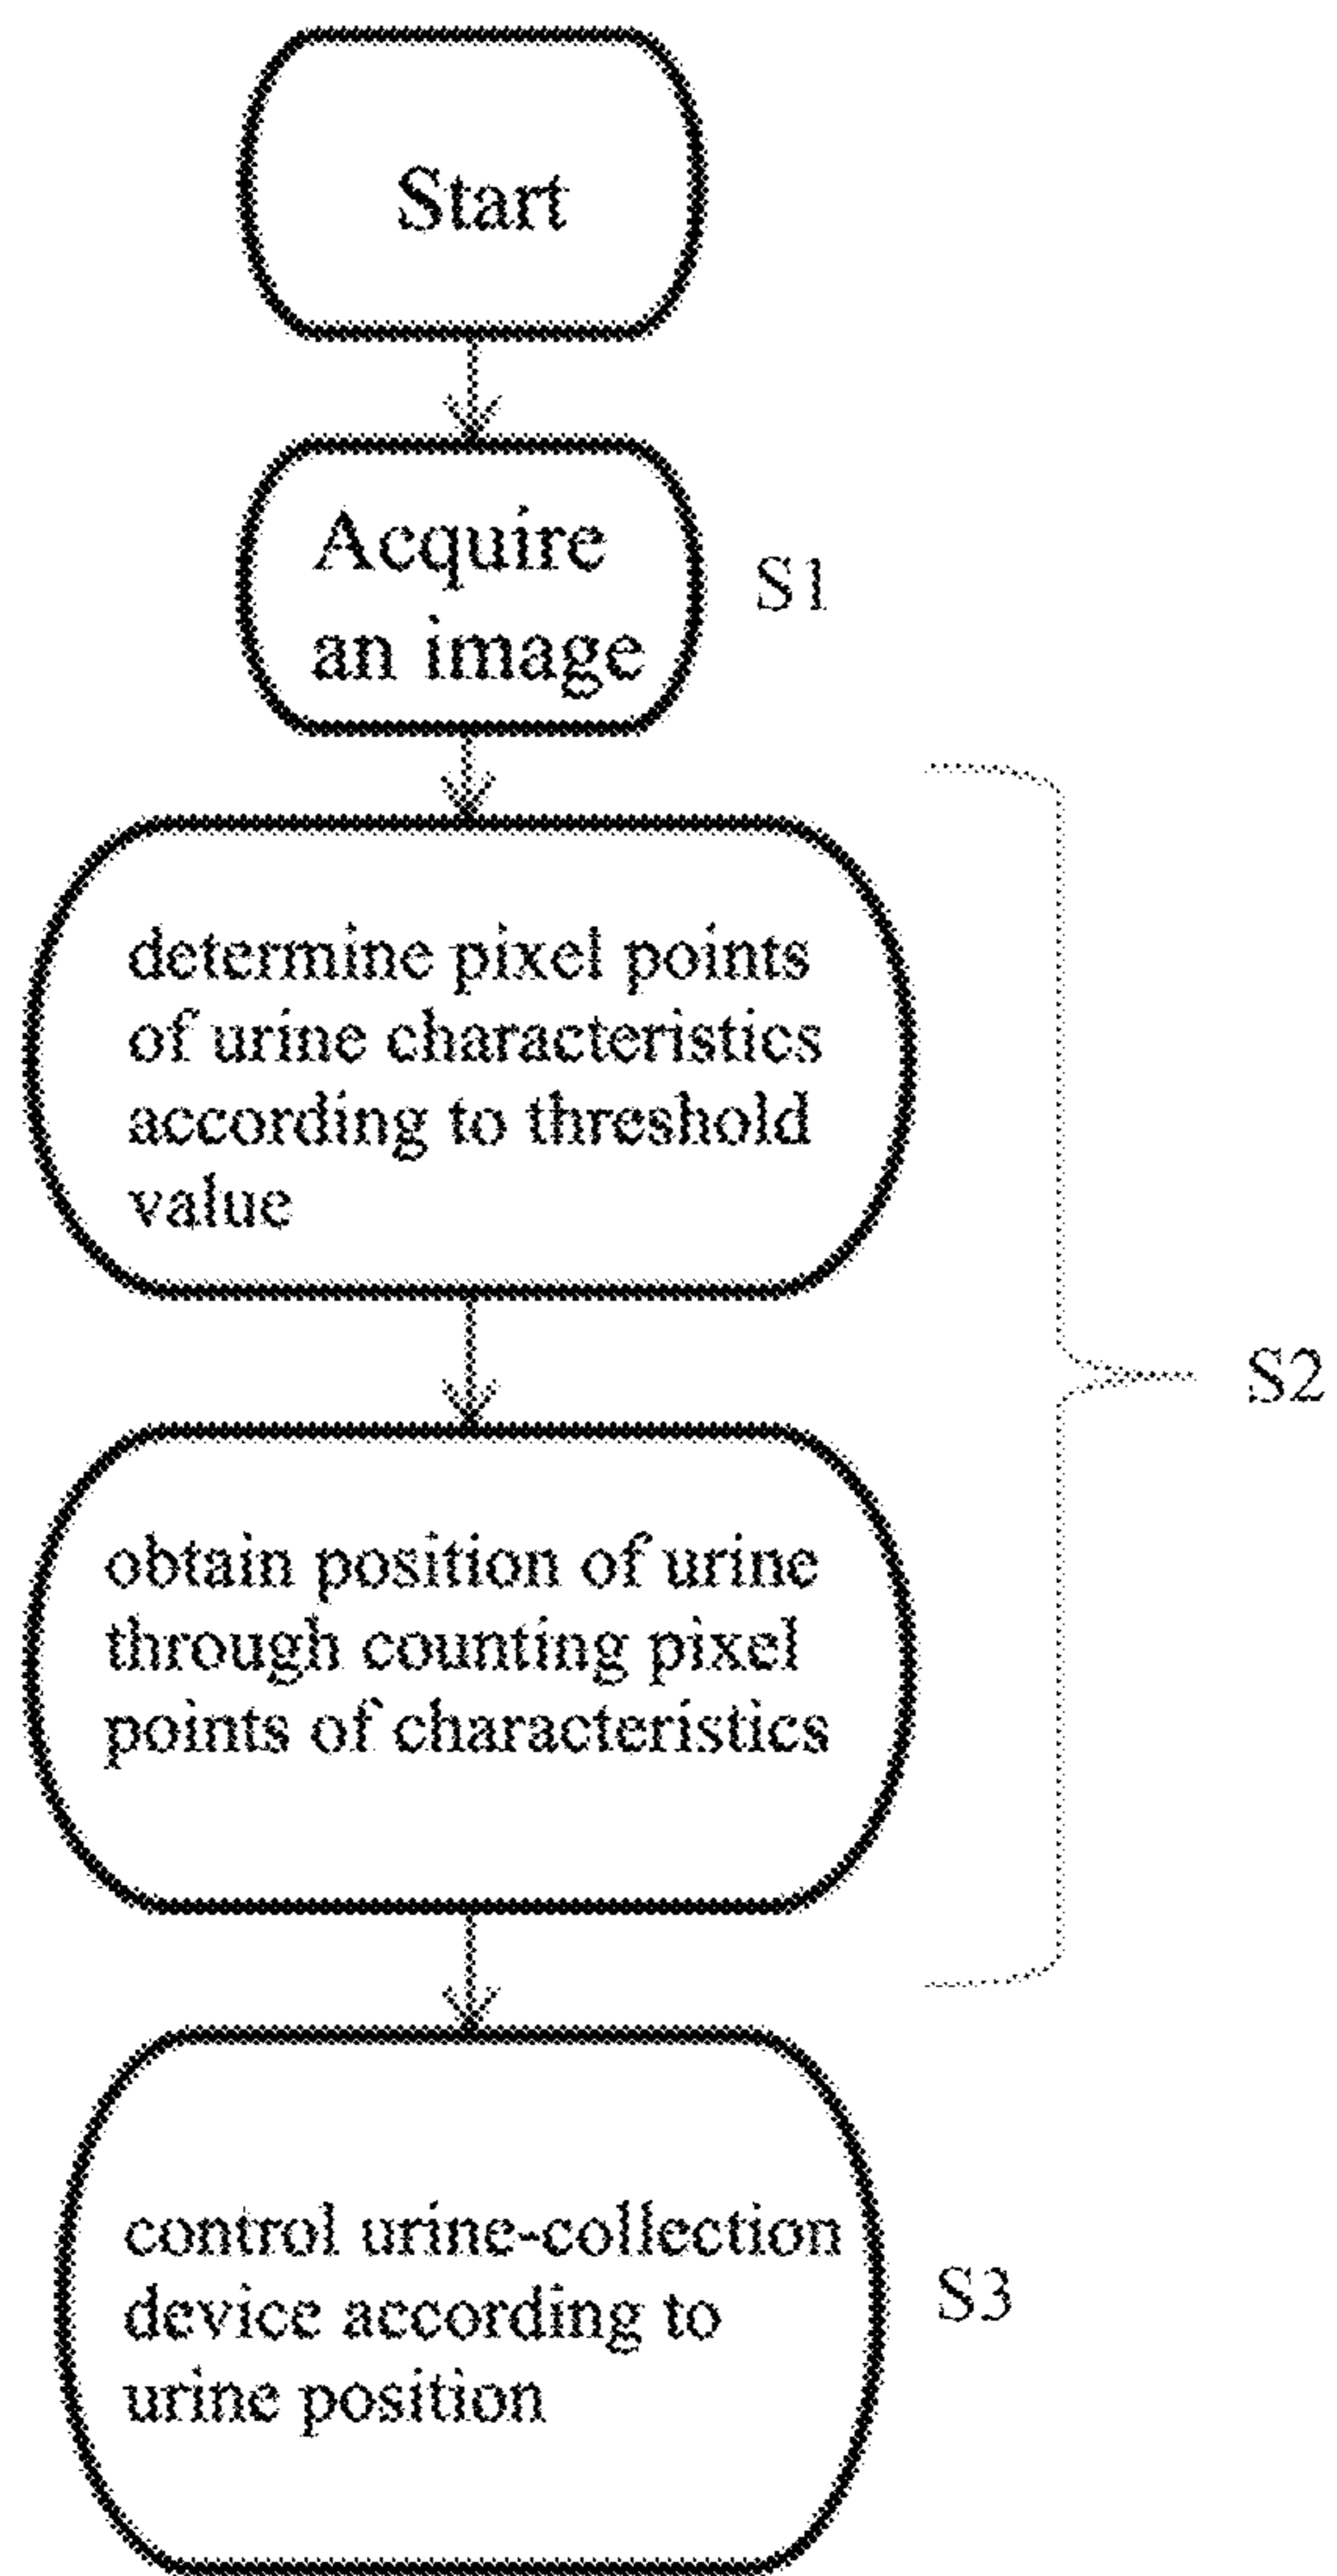 Start
Acquire
an image
S1
determine pixel points
of urine characteristics
according to threshold
value
S2
obtain position of urine
through counting pixel
points of characteristics
control urine-collection
device according to
urine position
S3